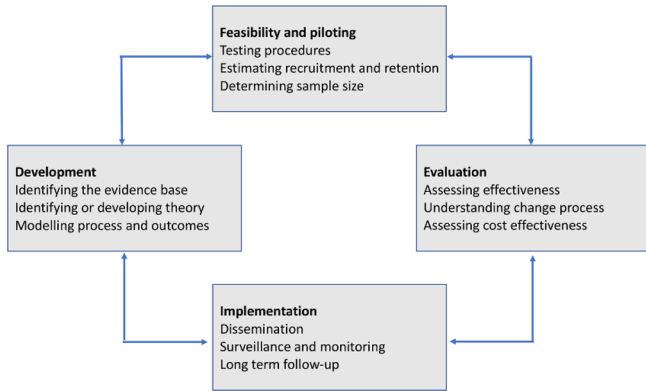 Feasibility and piloting
Testing procedures
Estimating recruitment and retention
Determining sample size
Development
Identifying the evidence base
Identifying or developing theory
Modelling process and outcomes
Evaluation
Assessing effectiveness
Understanding change process
Assessing cost effectiveness
Implementation
Dissemination
Surveillance and monitoring
Long term follow-up